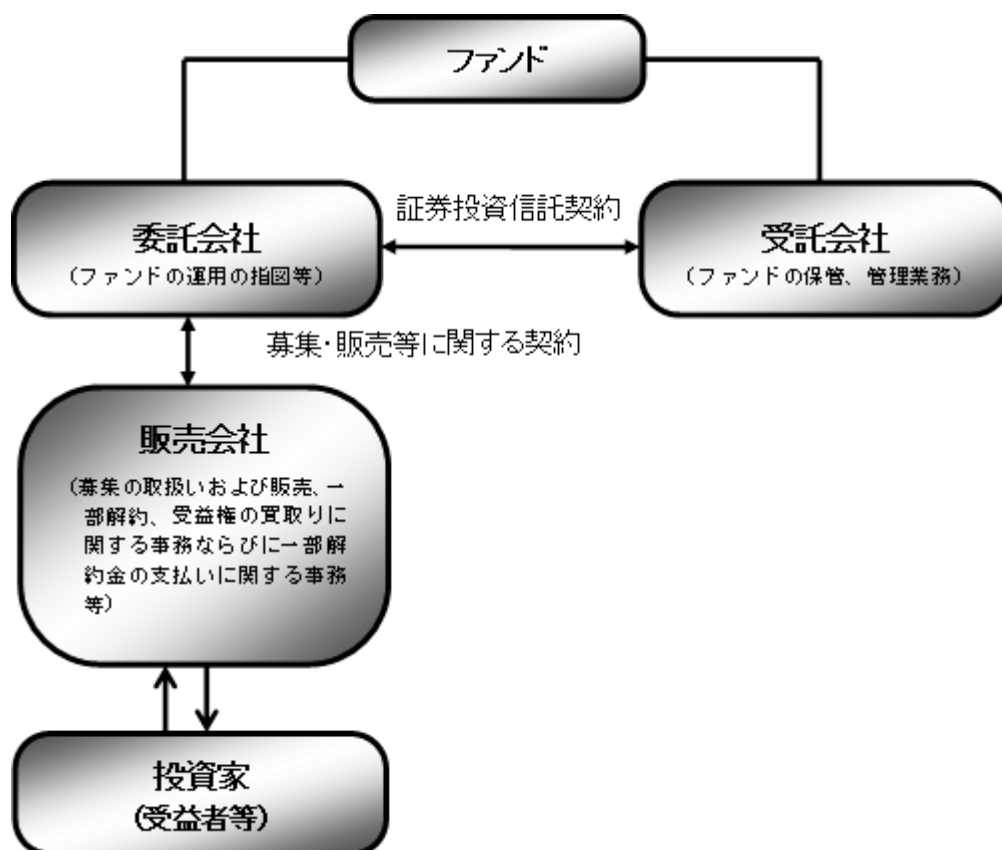 ファンド
証券投資信託契約
委託会社
(ファンドの運用の指図等)
受託会社
(ファンドの保管、管理業務)
募集・販売等に関する契約
販売会社
(募集の取扱いおよび販売、一
部解約、受益権の買取りに
関する事務ならびに一部解
約金の支払いに関する事務
等)
投資家
(受益者等)